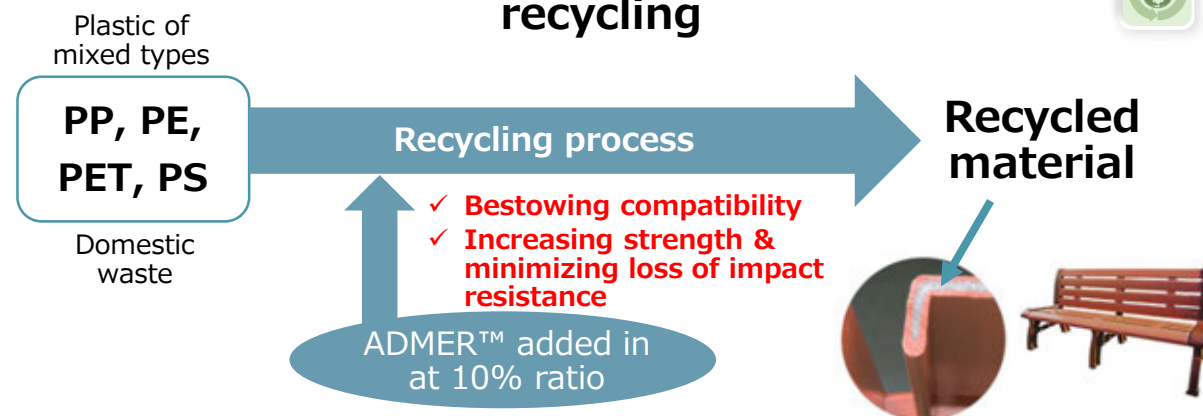 recycling
Plastic of
mixed types
PP, PE,
PET, PS
Domestic
waste
Recycling process
✓ Bestowing compatibility
✓ Increasing strength &
minimizing loss of impact
resistance
ADMER™ added in
at 10% ratio
Recycled
material